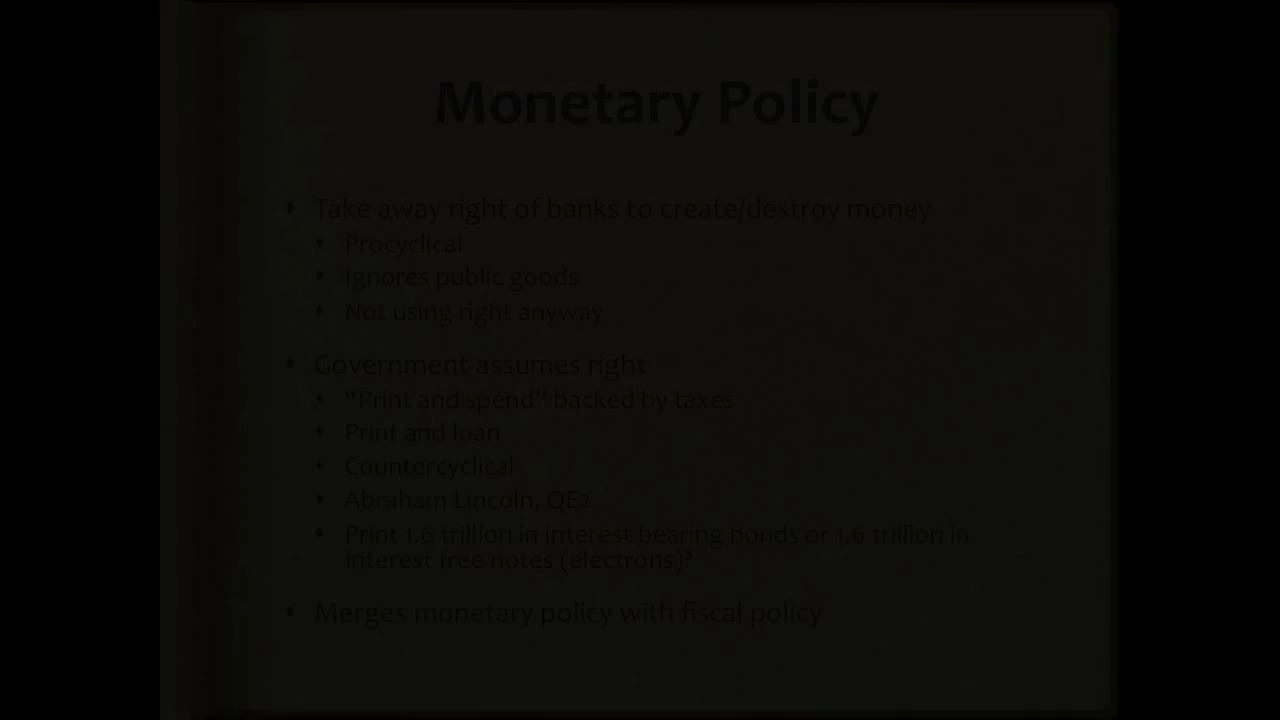 Monetary Policy
• Take away right of banks to create/destroy money
• Procyclical
• Ignores public goods
• Not using right anyway
• Government assumes right
• “Print and spend” backed by taxes
• Print and loan
• Countercyclical
• Abraham Lincoln, QE2
• Print 1.6 trillion in interest bearing bonds or 1.6 trillion in
interest free notes (electrons)?
• Merges monetary policy with fiscal policy